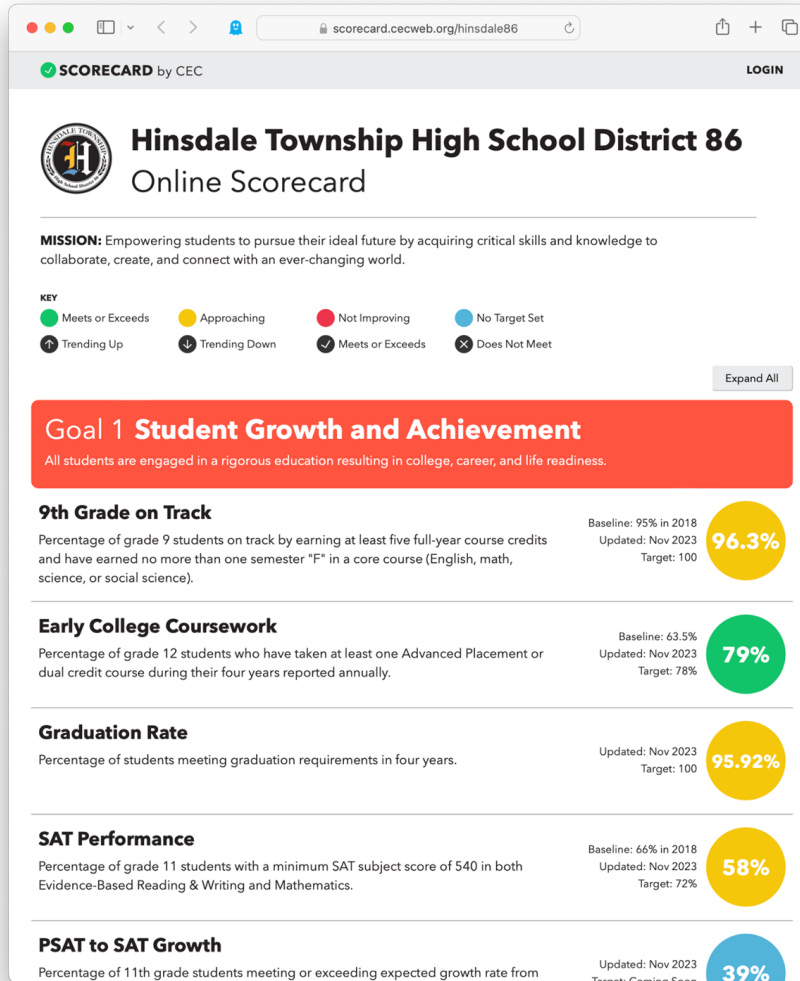 scorecard.cecweb.org/hinsdale86
SCORECARD by CEC
LOGIN
HINSDALE TOWNSHIP
H
High School District 86
Hinsdale Township High School District 86
Online Scorecard
MISSION: Empowering students to pursue their ideal future by acquiring critical skills and knowledge to
collaborate, create, and connect with an ever-changing world.
KEY
Meets or Exceeds
Approaching
Not Improving
No Target Set
Trending Up
Trending Down
Meets or Exceeds
Does Not Meet
Expand All
Goal 1 Student Growth and Achievement
All students are engaged in a rigorous education resulting in college, career, and life readiness.
9th Grade on Track
Percentage of grade 9 students on track by earning at least five full-year course credits
and have earned no more than one semester "F" in a core course (English, math,
science, or social science).
Baseline: 95% in 2018
Updated: Nov 2023
Target: 100
96.3%
Early College Coursework
Percentage of grade 12 students who have taken at least one Advanced Placement or
dual credit course during their four years reported annually.
Baseline: 63.5%
Updated: Nov 2023
Target: 78%
79%
Graduation Rate
Percentage of students meeting graduation requirements in four years.
Updated: Nov 2023
Target: 100
95.92%
SAT Performance
Percentage of grade 11 students with a minimum SAT subject score of 540 in both
Evidence-Based Reading & Writing and Mathematics.
Baseline: 66% in 2018
Updated: Nov 2023
Target: 72%
58%
PSAT to SAT Growth
Percentage of 11th grade students meeting or exceeding expected growth rate from
Updated: Nov 2023
Target: Coming Soon
39%